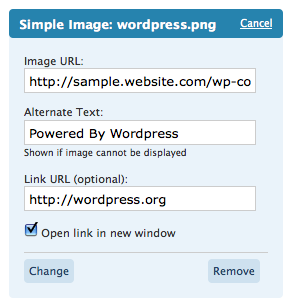 Simple Image: wordpress.png Cancel
Image URL:
http://sample.website.com/wp-co
Alternate Text:
Powered By Wordpress
Shown if image cannot be displayed
Link URL (optional):
http://wordpress.org
Open link in new window
Change Remove